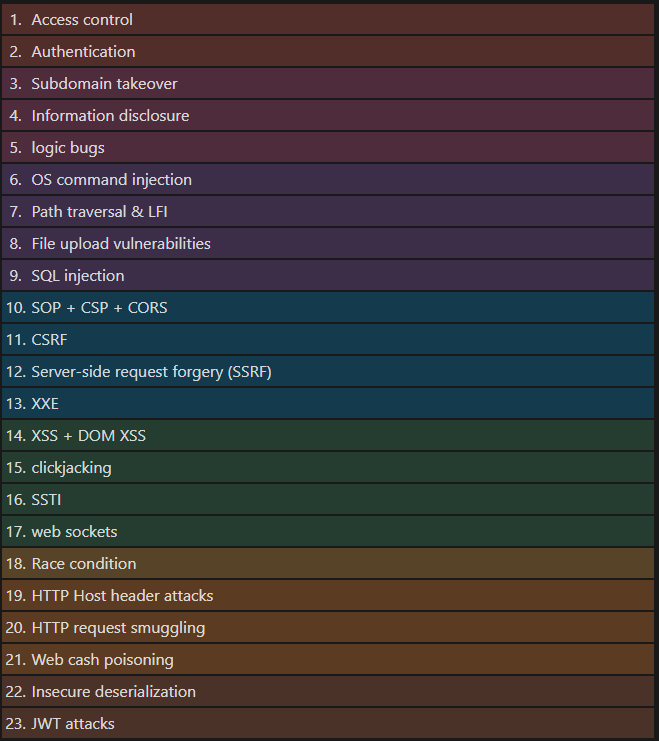 1. Access control
2. Authentication
3. Subdomain takeover
4. Information disclosure
5. logic bugs
6. OS command injection
7. Path traversal & LFI
8. File upload vulnerabilities
9. SQL injection
10. SOP + CSP + CORS
11. CSRF
12. Server-side request forgery (SSRF)
13. XXE
14. XSS + DOM XSS
15. clickjacking
16. SSTI
17. web sockets
18. Race condition
19. HTTP Host header attacks
20. HTTP request smuggling
21. Web cash poisoning
22. Insecure deserialization
23. JWT attacks